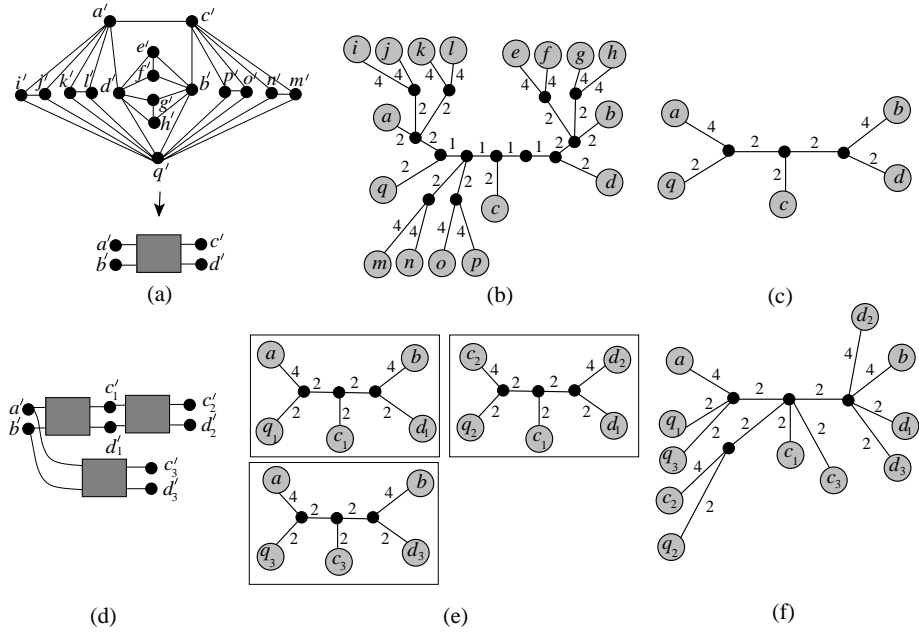 a′ c′
e′
f′
i′ j′ k′ l′ d′ b′ p′ o′ n′ m′
g′
h′
q′
a′ c′
b′ d′
(a)
i j k l e f g h
4 4 4 4 4 4 4 4
2 2 2 2
a b
2 2 1 1 1 1 2 2
2 2 2 2 2
q c d
4 4 4 4
m n o p
(b)
a b
4 2 2 4
2 2 2
q c d
(c)
a′ c′1 c′2
b′ d′1 d′2
c′3
d′3
(d)
a b
4 2 2 4
2 2 2
q1 c1 d1
c2 d2
4 2 2 4
2 2 2
q2 c1 d1
a b
4 2 2 4
2 2 2
q3 c3 d3
(e)
d2
a b
4 4 4
2 2
q1 2 2 d1
2 2 2 2 2
q3 c1 c3 d3
c2 4
2
q2
(f)